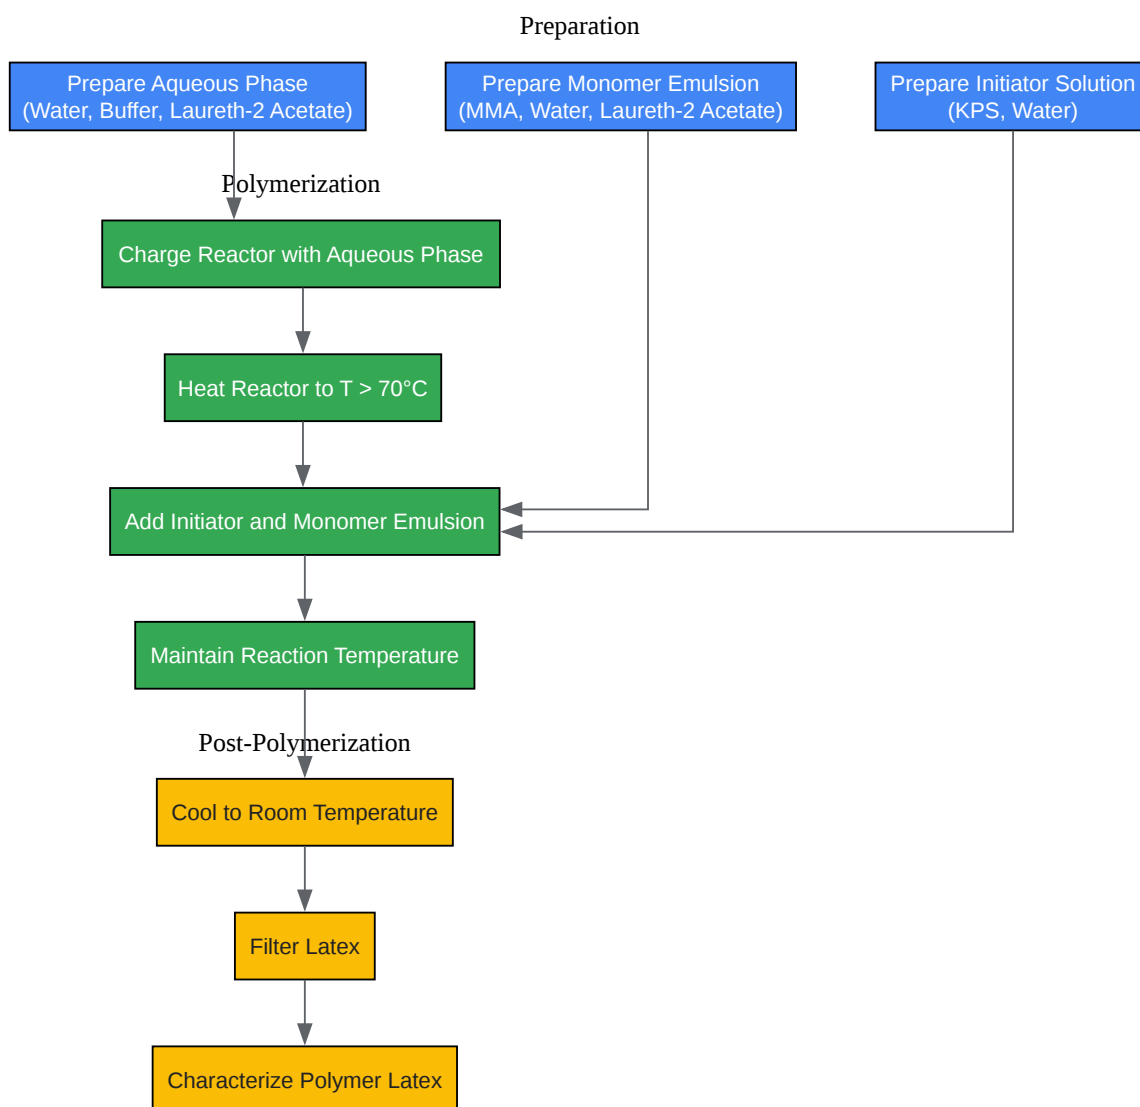 Preparation
Prepare Aqueous Phase
(Water, Buffer, Laureth-2 Acetate)
Prepare Monomer Emulsion
(MMA, Water, Laureth-2 Acetate)
Prepare Initiator Solution
(KPS, Water)
Polymerization
Charge Reactor with Aqueous Phase
Heat Reactor to T > 70°C
Add Initiator and Monomer Emulsion
Maintain Reaction Temperature
Post-Polymerization
Cool to Room Temperature
Filter Latex
Characterize Polymer Latex